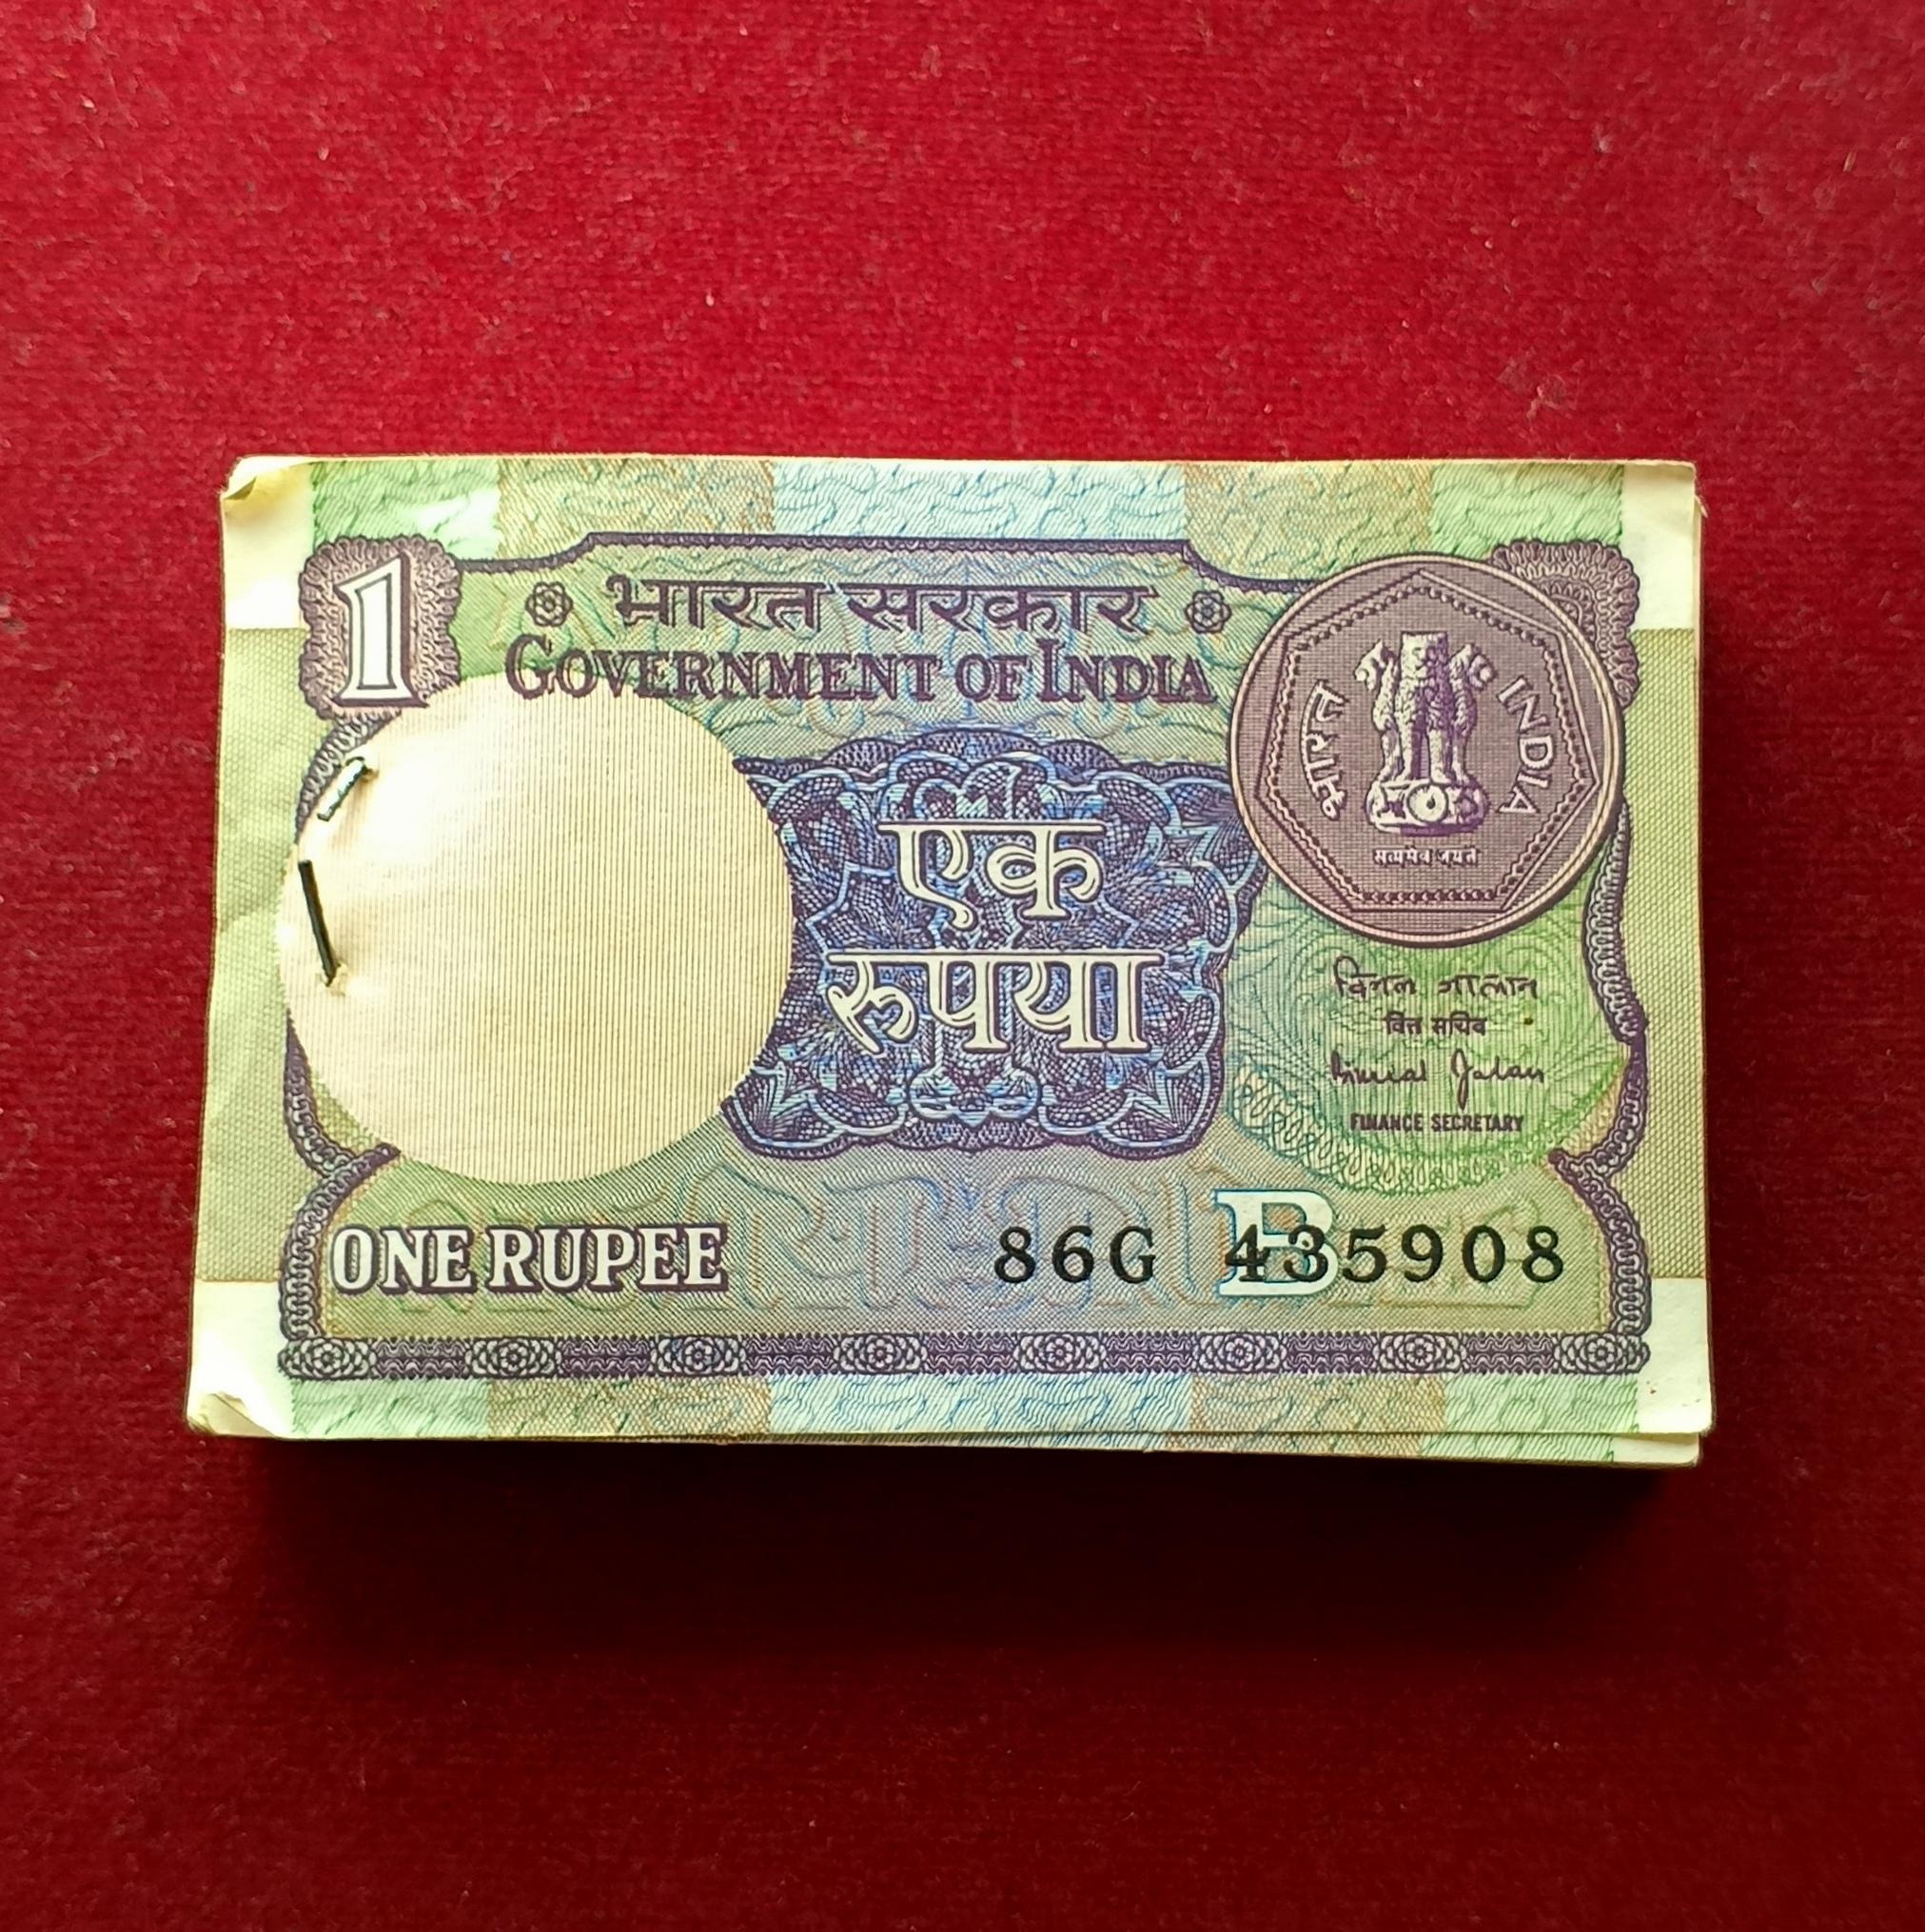 1
भारत सरकार
GOVERNMENT OF INDIA
भारत INDIA
सत्यमेव जयते
एक
रुपया
विमल जालान
वित्त सचिव
Bimal Jalan
FINANCE SECRETARY
ONE RUPEE
86G 435908
B